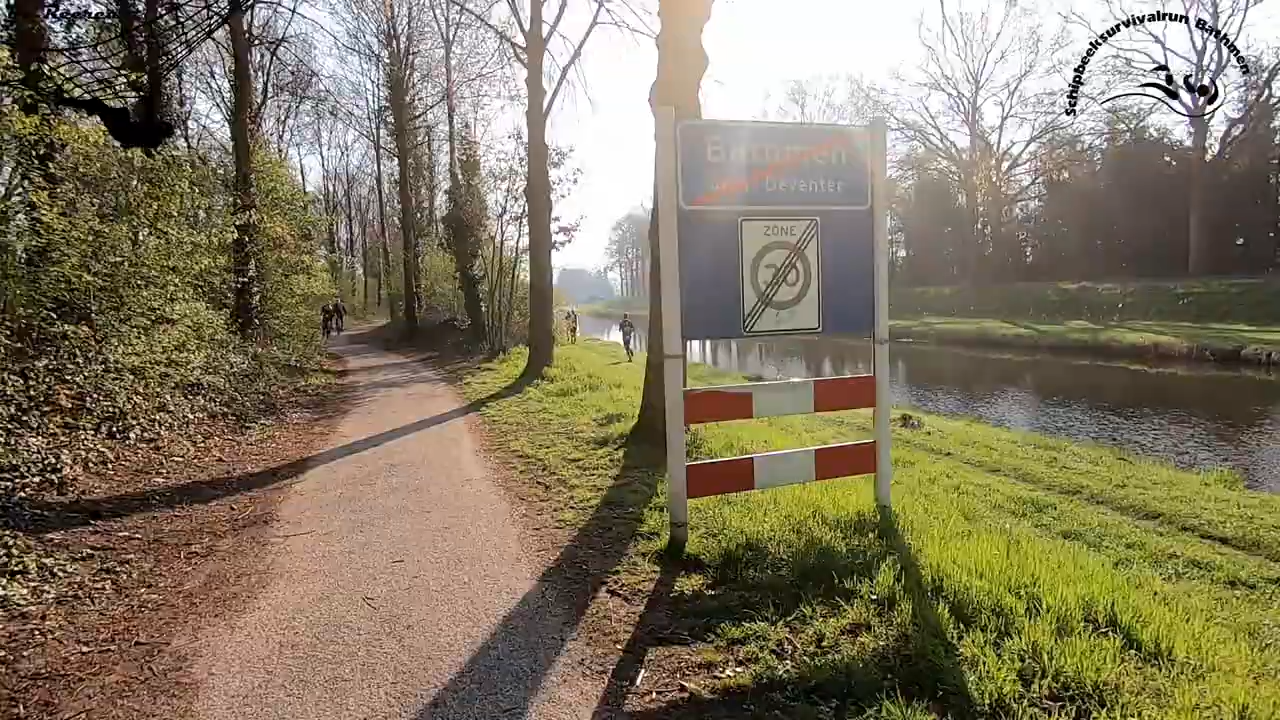 Schipbeeksurvivalrun Bathmen
Bathmen
Deventer
ZONE
30